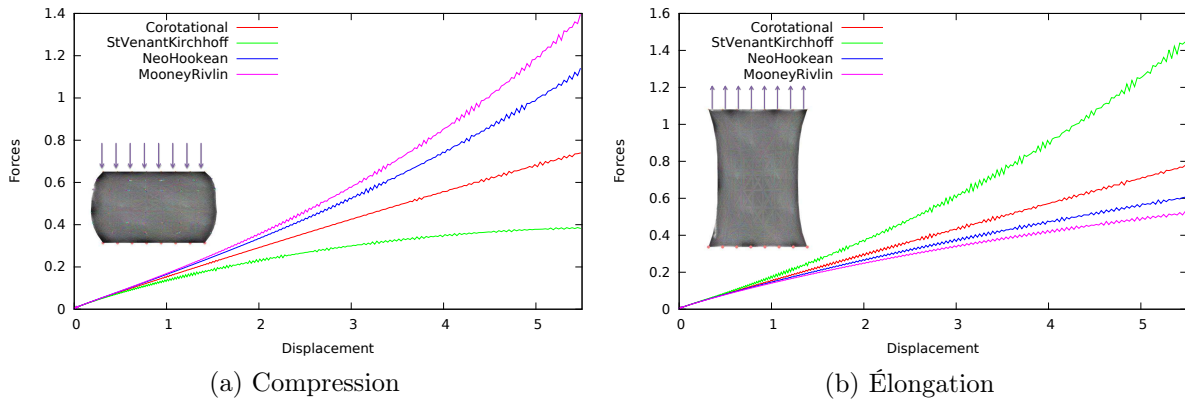 1.4
1.2
1
0.8
0.6
0.4
0.2
0
Forces
Corotational
StVenantKirchhoff
NeoHookean
MooneyRivlin
0 1 2 3 4 5
Displacement
(a) Compression
1.6
1.4
1.2
1
0.8
0.6
0.4
0.2
0
Forces
Corotational
StVenantKirchhoff
NeoHookean
MooneyRivlin
0 1 2 3 4 5
Displacement
(b) Élongation